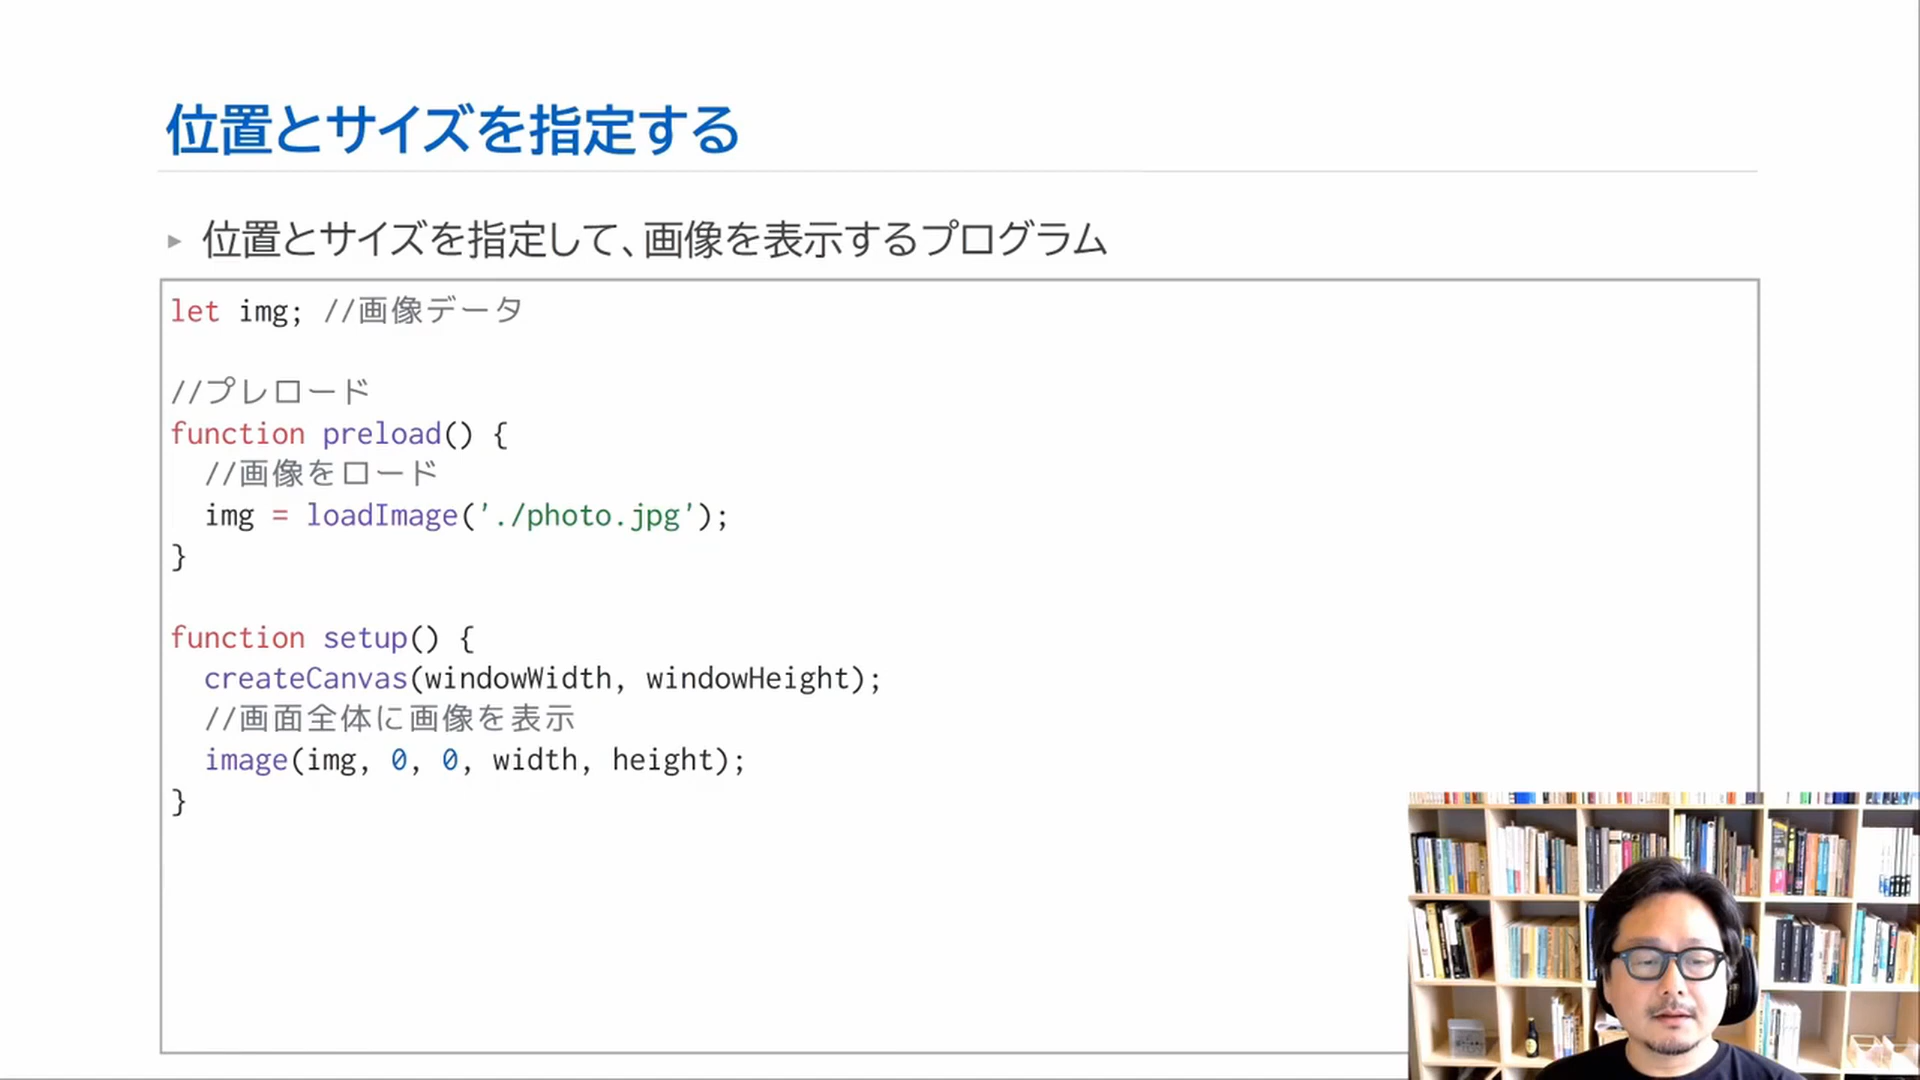 位置とサイズを指定する
▸ 位置とサイズを指定して、画像を表示するプログラム
let img; //画像データ
//プレロード
function preload() {
//画像をロード
img = loadImage('./photo.jpg');
}
function setup() {
createCanvas(windowWidth, windowHeight);
//画面全体に画像を表示
image(img, 0, 0, width, height);
}